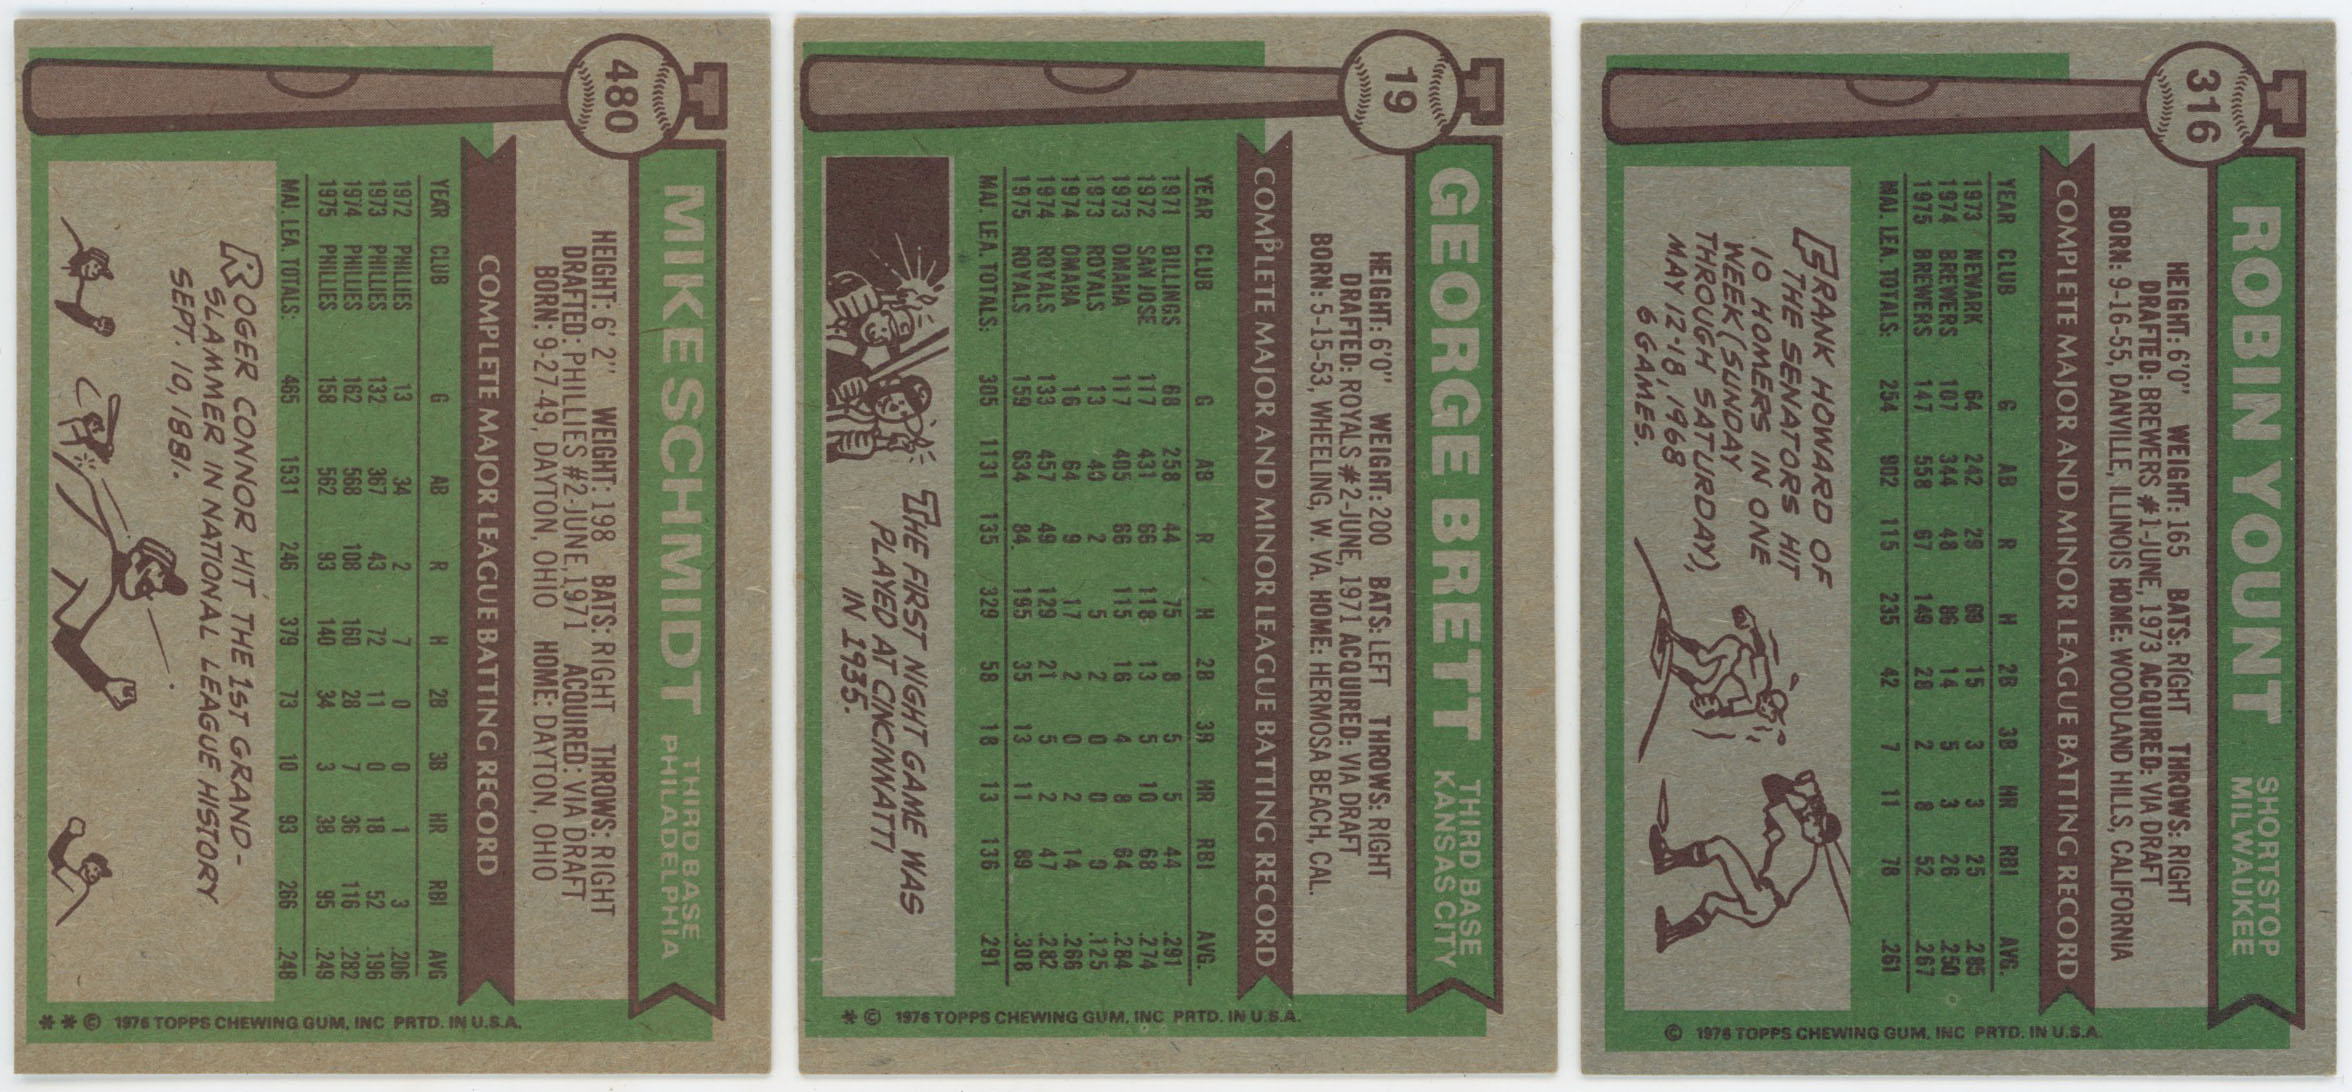 480
MIKE SCHMIDT THIRD BASE
PHILADELPHIA
HEIGHT: 6'2" WEIGHT: 198 BATS: RIGHT THROWS: RIGHT
DRAFTED: PHILLIES #2-JUNE, 1971 ACQUIRED: VIA DRAFT
BORN: 9-27-49, DAYTON, OHIO HOME: DAYTON, OHIO
COMPLETE MAJOR LEAGUE BATTING RECORD
YEAR CLUB G AB R H 2B 3B HR RBI AVG
1972 PHILLIES 13 34 2 7 0 0 1 3 .206
1973 PHILLIES 132 367 43 72 11 0 18 52 .196
1974 PHILLIES 162 568 108 160 28 7 36 116 .282
1975 PHILLIES 158 562 93 140 34 3 38 95 .249
MAJ. LEA. TOTALS: 465 1531 246 379 73 10 93 266 .248
ROGER CONNOR HIT THE 1ST GRAND-
SLAMMER IN NATIONAL LEAGUE HISTORY
SEPT. 10, 1881.
* * © 1976 TOPPS CHEWING GUM, INC PRTD. IN U.S.A.
19
GEORGE BRETT THIRD BASE
KANSAS CITY
HEIGHT: 6'0" WEIGHT: 200 BATS: LEFT THROWS: RIGHT
DRAFTED: ROYALS #2-JUNE, 1971 ACQUIRED: VIA DRAFT
BORN: 5-15-53, WHEELING, W. VA. HOME: HERMOSA BEACH, CAL.
COMPLETE MAJOR AND MINOR LEAGUE BATTING RECORD
YEAR CLUB G AB R H 2B 3B HR RBI AVG.
1971 BILLINGS 68 258 44 75 8 5 5 44 .291
1972 SAN JOSE 117 431 66 118 13 5 10 68 .274
1973 OMAHA 117 405 66 115 16 4 8 64 .284
1973 ROYALS 13 40 2 5 2 0 0 0 .125
1974 OMAHA 16 64 9 17 2 0 2 14 .266
1974 ROYALS 133 457 49 129 21 5 2 47 .282
1975 ROYALS 159 634 84 195 35 13 11 89 .308
MAJ. LEA. TOTALS: 305 1131 135 329 58 18 13 136 .291
THE FIRST NIGHT GAME WAS
PLAYED AT CINCINNATTI
IN 1935.
* © 1976 TOPPS CHEWING GUM, INC PRTD. IN U.S.A.
316
ROBIN YOUNT SHORTSTOP
MILWAUKEE
HEIGHT: 6'0" WEIGHT: 165 BATS: RIGHT THROWS: RIGHT
DRAFTED: BREWERS #1-JUNE, 1973 ACQUIRED: VIA DRAFT
BORN: 9-16-55, DANVILLE, ILLINOIS HOME: WOODLAND HILLS, CALIFORNIA
COMPLETE MAJOR AND MINOR LEAGUE BATTING RECORD
YEAR CLUB G AB R H 2B 3B HR RBI AVG.
1973 NEWARK 64 242 29 69 15 3 3 25 .285
1974 BREWERS 107 344 48 86 14 5 3 26 .250
1975 BREWERS 147 558 67 149 28 2 8 52 .267
MAJ. LEA. TOTALS: 254 902 115 235 42 7 11 78 .261
FRANK HOWARD OF
THE SENATORS HIT
10 HOMERS IN ONE
WEEK (SUNDAY
THROUGH SATURDAY),
MAY 12-18, 1968
6 GAMES.
© 1976 TOPPS CHEWING GUM, INC PRTD. IN U.S.A.